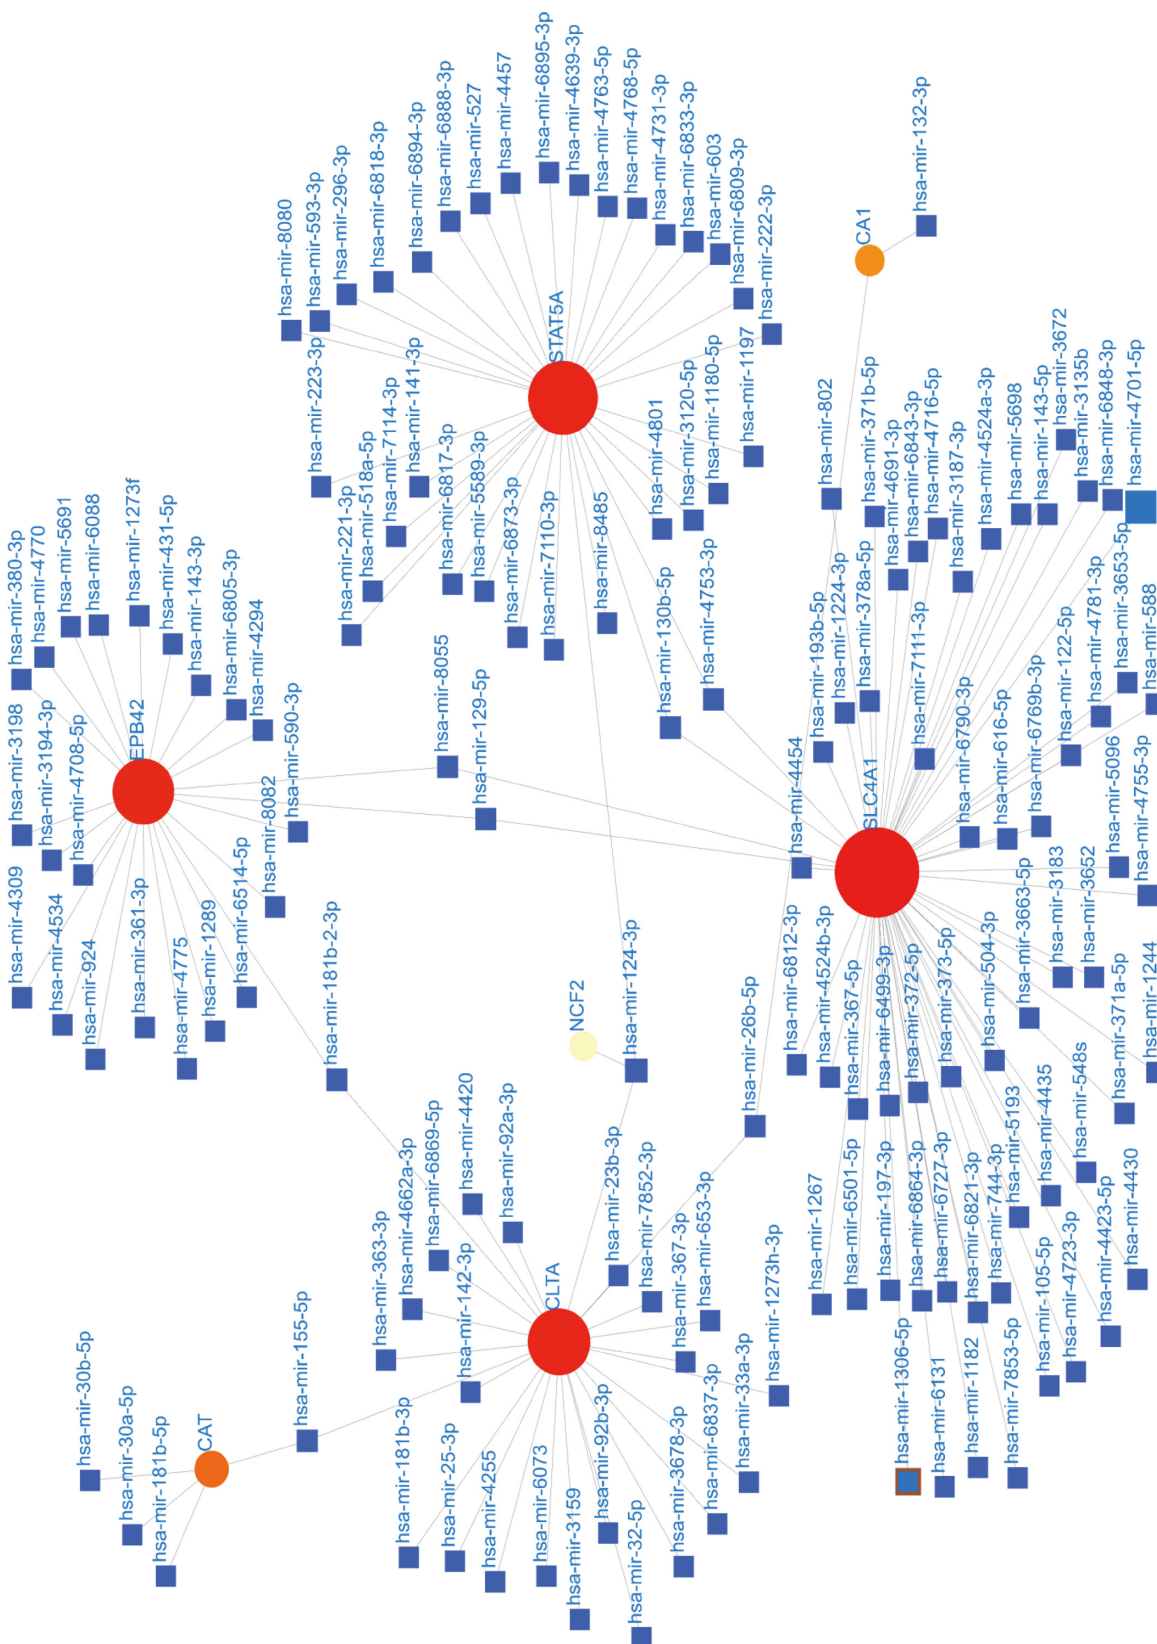 hsa-mir-30b-5p
hsa-mir-30a-5p
hsa-mir-181b-5p
CAT
hsa-mir-155-5p
hsa-mir-4309
hsa-mir-3198
hsa-mir-380-3p
hsa-mir-4770
hsa-mir-5691
hsa-mir-6088
hsa-mir-1273f
hsa-mir-4311-5p
hsa-mir-143-3p
hsa-mir-6805-3p
hsa-mir-4294
hsa-mir-590-3p
hsa-mir-3194-3p
hsa-mir-4708-5p
EPB42
hsa-mir-4534
hsa-mir-924
hsa-mir-361-3p
hsa-mir-4775
hsa-mir-1289
hsa-mir-6514-5p
hsa-mir-8082
hsa-mir-181b-2-3p
hsa-mir-8055
hsa-mir-129-5p
hsa-mir-8080
hsa-mir-593-3p
hsa-mir-296-3p
hsa-mir-6818-3p
hsa-mir-6894-3p
hsa-mir-6888-3p
hsa-mir-527
hsa-mir-4457
hsa-mir-6895-3p
hsa-mir-4639-3p
hsa-mir-4763-5p
hsa-mir-4768-5p
hsa-mir-4731-3p
hsa-mir-6833-3p
hsa-mir-603
hsa-mir-6809-3p
hsa-mir-222-3p
hsa-mir-223-3p
hsa-mir-221-3p
hsa-mir-518a-5p
hsa-mir-7114-3p
hsa-mir-141-3p
hsa-mir-6817-3p
hsa-mir-5589-3p
hsa-mir-6873-3p
hsa-mir-7110-3p
STAT5A
hsa-mir-8485
hsa-mir-4801
hsa-mir-3120-5p
hsa-mir-1180-5p
hsa-mir-1197
hsa-mir-130b-5p
hsa-mir-4753-3p
NCF2
hsa-mir-124-3p
hsa-mir-26b-5p
CA1
hsa-mir-132-3p
hsa-mir-802
hsa-mir-363-3p
hsa-mir-4662a-3p
hsa-mir-6869-5p
hsa-mir-142-3p
hsa-mir-4420
hsa-mir-92a-3p
CLTA
hsa-mir-23b-3p
hsa-mir-7852-3p
hsa-mir-367-3p
hsa-mir-653-3p
hsa-mir-1273h-3p
hsa-mir-181b-3p
hsa-mir-25-3p
hsa-mir-4255
hsa-mir-6073
hsa-mir-3159
hsa-mir-92b-3p
hsa-mir-32-5p
hsa-mir-3678-3p
hsa-mir-6837-3p
hsa-mir-33a-3p
hsa-mir-4454
hsa-mir-193b-5p
hsa-mir-1224-3p
hsa-mir-378a-5p
hsa-mir-371b-5p
hsa-mir-4691-3p
hsa-mir-6843-3p
hsa-mir-4716-5p
hsa-mir-3187-3p
hsa-mir-4524a-3p
hsa-mir-5698
hsa-mir-143-5p
hsa-mir-3672
hsa-mir-3135b
hsa-mir-6848-3p
hsa-mir-4701-5p
hsa-mir-7111-3p
SLC4A1
hsa-mir-6790-3p
hsa-mir-616-5p
hsa-mir-6769b-3p
hsa-mir-122-5p
hsa-mir-4781-3p
hsa-mir-3653-5p
hsa-mir-588
hsa-mir-5096
hsa-mir-4755-3p
hsa-mir-6812-3p
hsa-mir-4524b-3p
hsa-mir-367-5p
hsa-mir-6499-3p
hsa-mir-372-5p
hsa-mir-373-5p
hsa-mir-504-3p
hsa-mir-3663-5p
hsa-mir-3183
hsa-mir-3652
hsa-mir-371a-5p
hsa-mir-1244
hsa-mir-1267
hsa-mir-6501-5p
hsa-mir-197-3p
hsa-mir-6864-3p
hsa-mir-6727-3p
hsa-mir-6821-3p
hsa-mir-744-3p
hsa-mir-5193
hsa-mir-4435
hsa-mir-548s
hsa-mir-4430
hsa-mir-1306-5p
hsa-mir-6131
hsa-mir-1182
hsa-mir-7853-5p
hsa-mir-105-5p
hsa-mir-4723-3p
hsa-mir-4423-5p